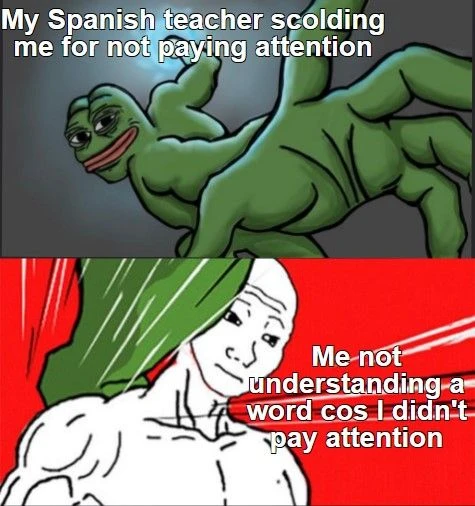 My Spanish teacher scolding
me for not paying attention
Me not
understanding a
word cos I didn't
pay attention